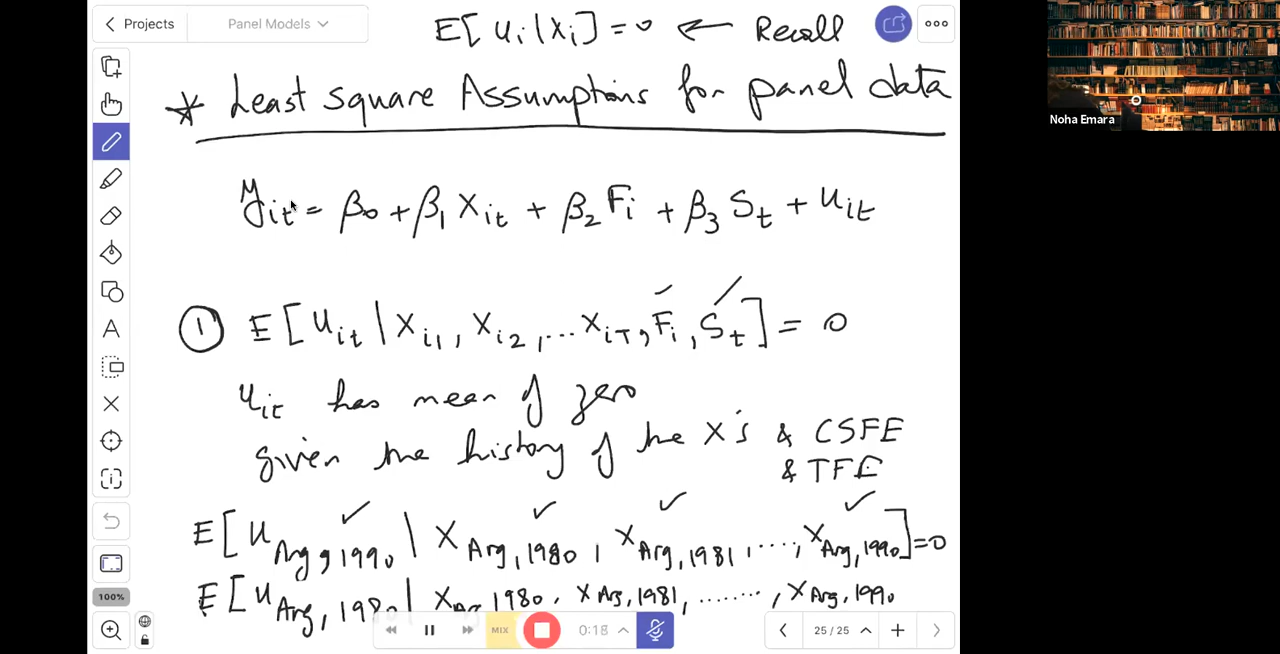 Projects
Panel Models
E[ui|Xi]=0 ← Recall
* Least square Assumptions for panel data
yit = β0 + β1 Xit + β2 Fi + β3 St + uit
① E[uit | Xi1, Xi2, ... XiT, Fi, St] = 0
uit has mean of zero
given the history of the X's & CSFE
& TFE
E[uArg,1990 | XArg,1980, XArg,1981, ...., XArg,1990]=0
E[uArg,1980 | XArg,1980, XArg,1981, ........, XArg,1990
100%
MIX
0:18
25 / 25
Noha Emara